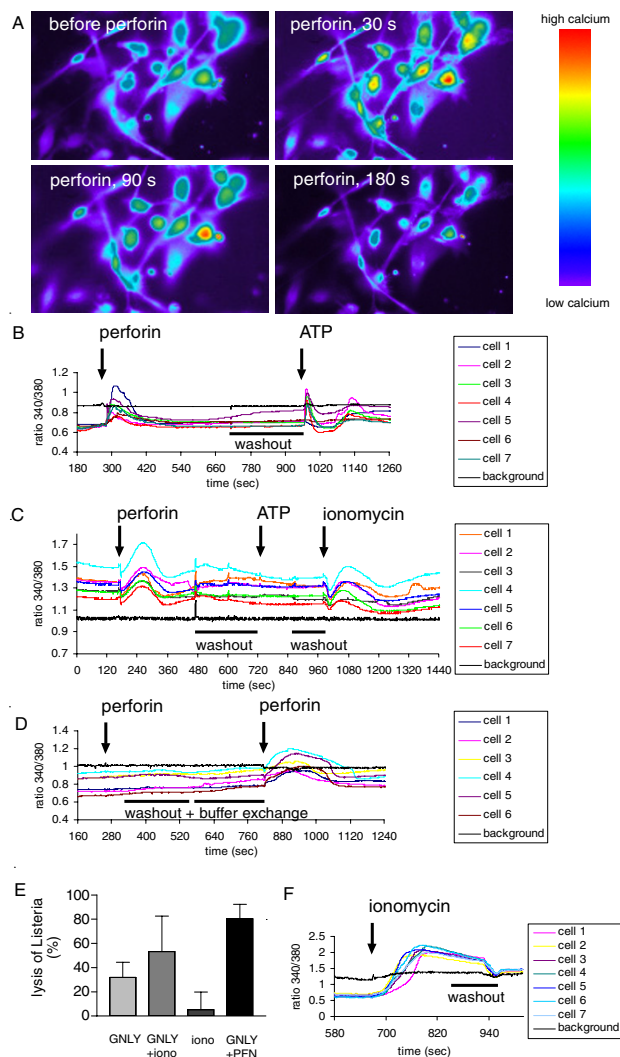 A
before perforin
perforin, 30 s
perforin, 90 s
perforin, 180 s
high calcium
low calcium
B
perforin
ATP
ratio 340/380
1.2
1
0.8
0.6
0.4
washout
180 300 420 540 660 780 900 1020 1140 1260
time (sec)
cell 1
cell 2
cell 3
cell 4
cell 5
cell 6
cell 7
background
C
perforin
ATP
ionomycin
ratio 340/380
1.7
1.5
1.3
1.1
0.9
0.7
washout
washout
0 120 240 360 480 600 720 840 960 1080 1200 1320 1440
time (sec)
cell 1
cell 2
cell 3
cell 4
cell 5
cell 6
cell 7
background
D
perforin
perforin
ratio 340/380
1.4
1.2
1
0.8
0.6
0.4
washout + buffer exchange
160 280 400 520 640 760 880 1000 1120 1240
time (sec)
cell 1
cell 2
cell 3
cell 4
cell 5
cell 6
background
E
lysis of Listeria
(%)
100
80
60
40
20
0
GNLY
GNLY
+iono
iono
GNLY
+PFN
F
ionomycin
ratio 340/380
2.5
2
1.5
1
0.5
0
washout
580 700 820 940
time (sec)
cell 1
cell 2
cell 3
cell 4
cell 5
cell 6
cell 7
background